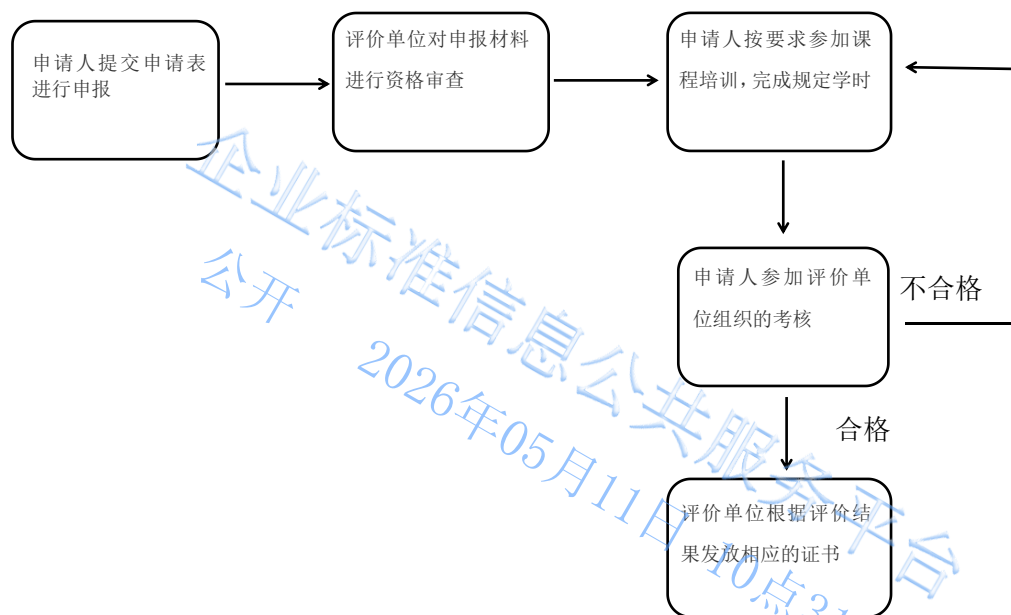 申请人提交申请表
进行申报
评价单位对申报材料
进行资格审查
申请人按要求参加课
程培训，完成规定学时
申请人参加评价单
位组织的考核
不合格
合格
评价单位根据评价结
果发放相应的证书
企业标准信息公共服务平台
公开
2026年05月11日 10点31